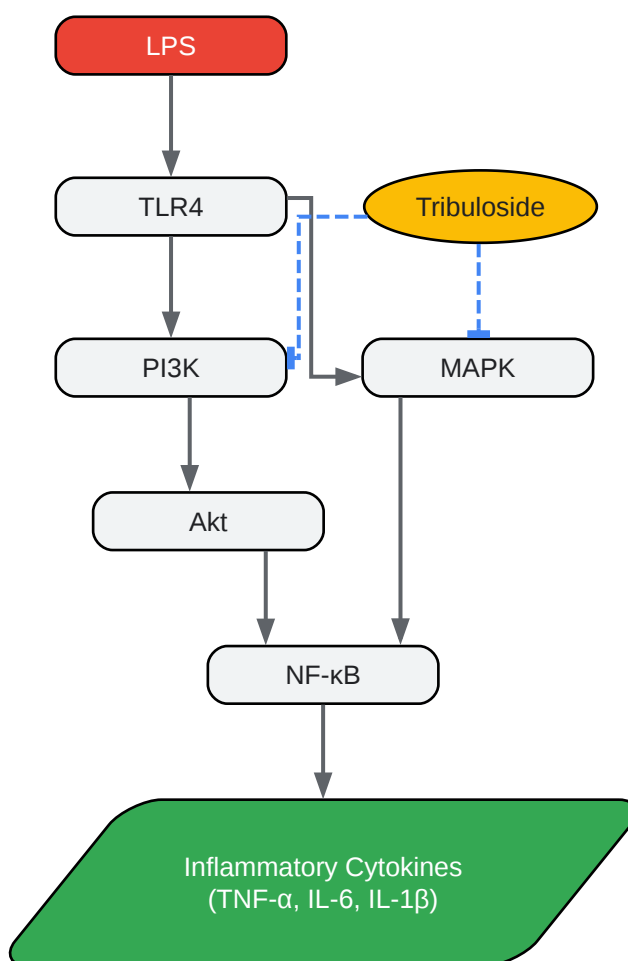 LPS
TLR4
Tribuloside
PI3K
MAPK
Akt
NF-κB
Inflammatory Cytokines
(TNF-α, IL-6, IL-1β)